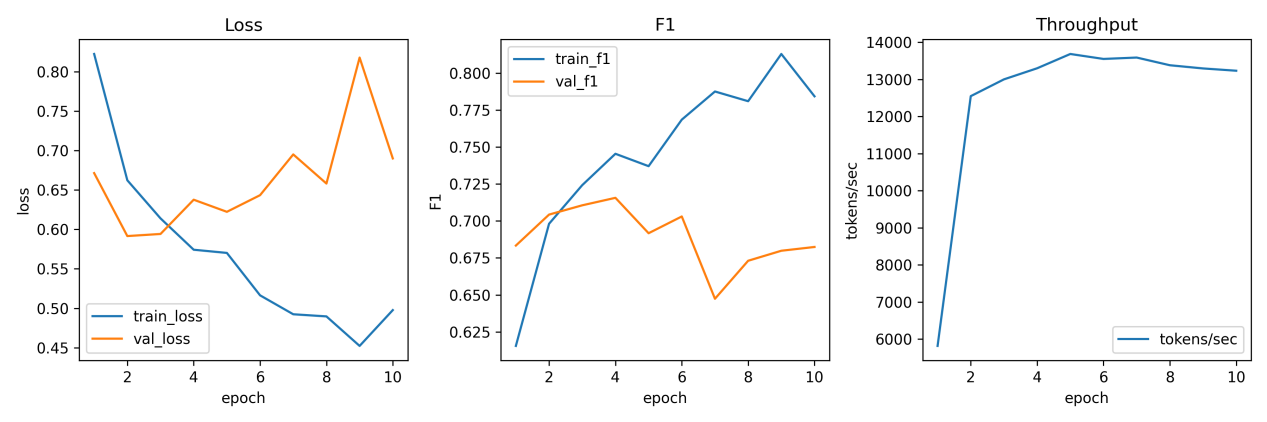 Loss
0.80
0.75
0.70
0.65
0.60
0.55
0.50
0.45
loss
train_loss
val_loss
2 4 6 8 10
epoch
F1
0.800
0.775
0.750
0.725
0.700
0.675
0.650
0.625
F1
train_f1
val_f1
2 4 6 8 10
epoch
Throughput
14000
13000
12000
11000
10000
9000
8000
7000
6000
tokens/sec
tokens/sec
2 4 6 8 10
epoch